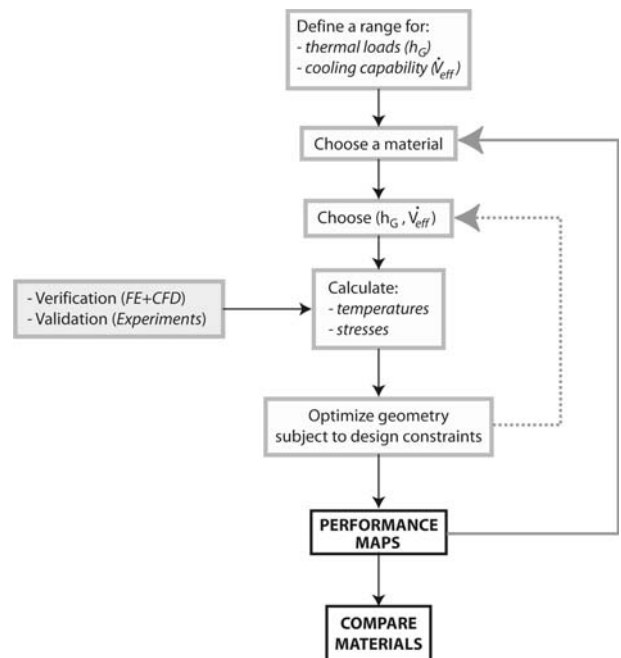 Define a range for:
- thermal loads (h_G)
- cooling capability (V̇_eff)
Choose a material
Choose (h_G , V̇_eff)
- Verification (FE+CFD)
- Validation (Experiments)
Calculate:
- temperatures
- stresses
Optimize geometry
subject to design constraints
PERFORMANCE
MAPS
COMPARE
MATERIALS